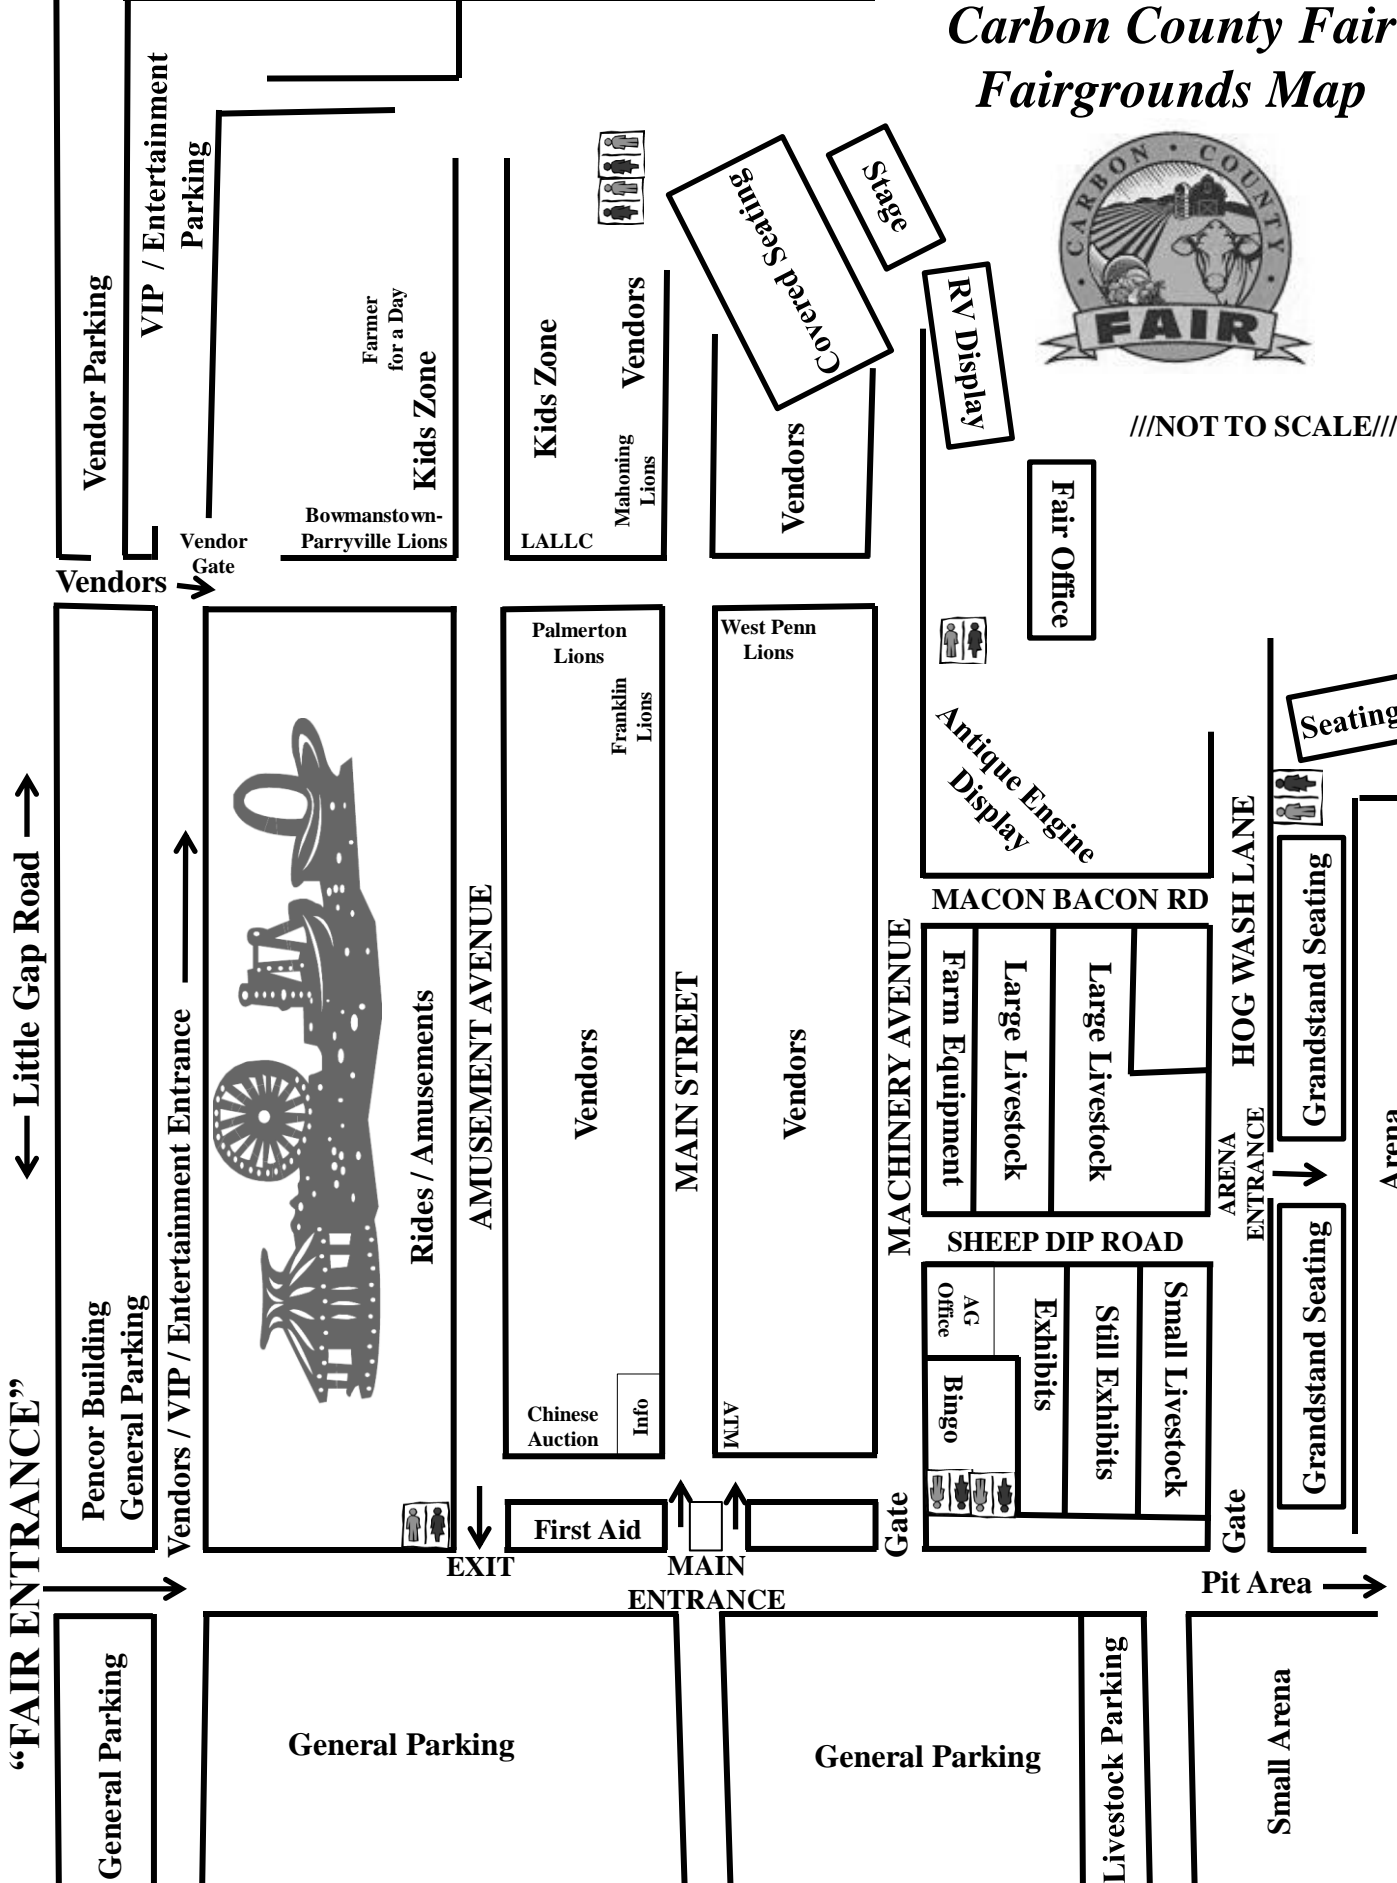 Carbon County Fair
Fairgrounds Map
CARBON • COUNTY
FAIR
///NOT TO SCALE///
Vendor Parking
VIP / Entertainment
Parking
Farmer
for a Day
Kids Zone
Bowmanstown-
Parryville Lions
Vendor
Gate
Vendors
Kids Zone
Vendors
Mahoning
Lions
LALLC
Covered Seating
Stage
RV Display
Vendors
Fair Office
Palmerton
Lions
Franklin
Lions
West Penn
Lions
Seating
Antique Engine
Display
Little Gap Road
Vendors / VIP / Entertainment Entrance
Rides / Amusements
AMUSEMENT AVENUE
Vendors
MAIN STREET
Vendors
MACHINERY AVENUE
MACON BACON RD
Farm Equipment
Large Livestock
Large Livestock
HOG WASH LANE
Grandstand Seating
ARENA
ENTRANCE
Arena
SHEEP DIP ROAD
AG
Office
Bingo
Exhibits
Still Exhibits
Small Livestock
Grandstand Seating
Pencor Building
General Parking
Chinese
Auction
Info
ATM
First Aid
EXIT
MAIN
ENTRANCE
Gate
Gate
Pit Area
“FAIR ENTRANCE”
General Parking
General Parking
General Parking
Livestock Parking
Small Arena